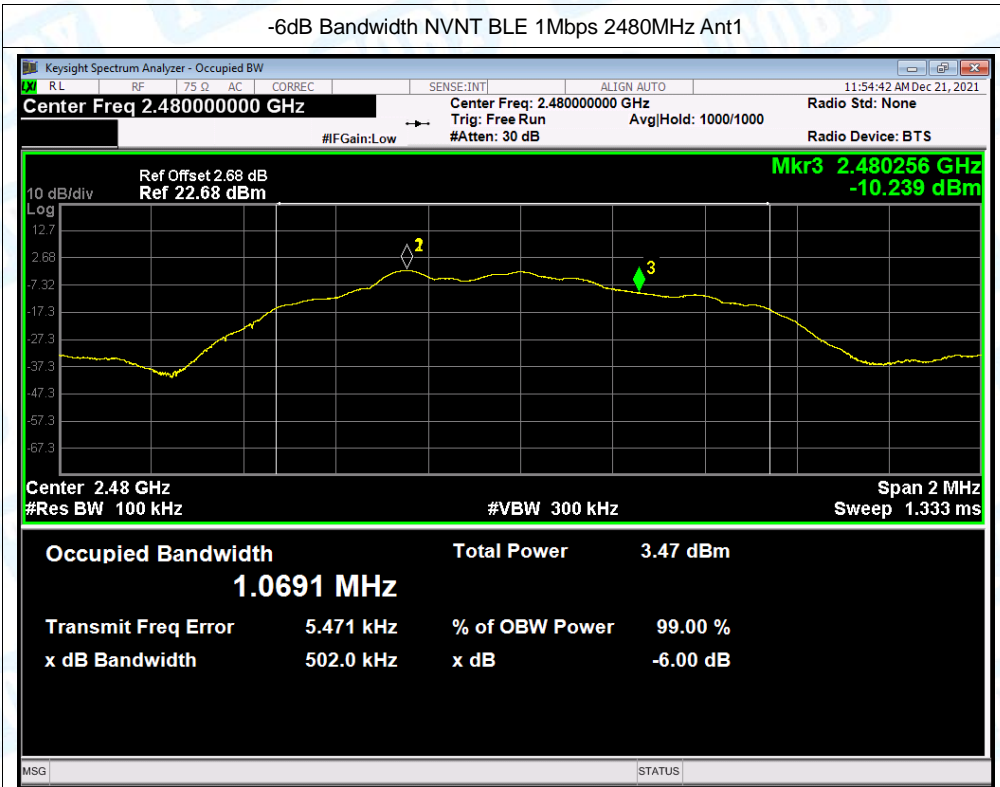 -6dB Bandwidth NVNT BLE 1Mbps 2480MHz Ant1
Keysight Spectrum Analyzer - Occupied BW
LXI RL RF 75 Ω AC CORREC SENSE:INT ALIGN AUTO 11:54:42 AM Dec 21, 2021
Center Freq 2.480000000 GHz Center Freq: 2.480000000 GHz Radio Std: None
Trig: Free Run Avg|Hold: 1000/1000
#IFGain:Low #Atten: 30 dB Radio Device: BTS
Mkr3 2.480256 GHz
-10.239 dBm
Ref Offset 2.68 dB
10 dB/div Ref 22.68 dBm
Log
12.7
2.68
-7.32
-17.3
-27.3
-37.3
-47.3
-57.3
-67.3
2
3
Center 2.48 GHz Span 2 MHz
#Res BW 100 kHz #VBW 300 kHz Sweep 1.333 ms
Occupied Bandwidth Total Power 3.47 dBm
1.0691 MHz
Transmit Freq Error 5.471 kHz % of OBW Power 99.00 %
x dB Bandwidth 502.0 kHz x dB -6.00 dB
MSG STATUS